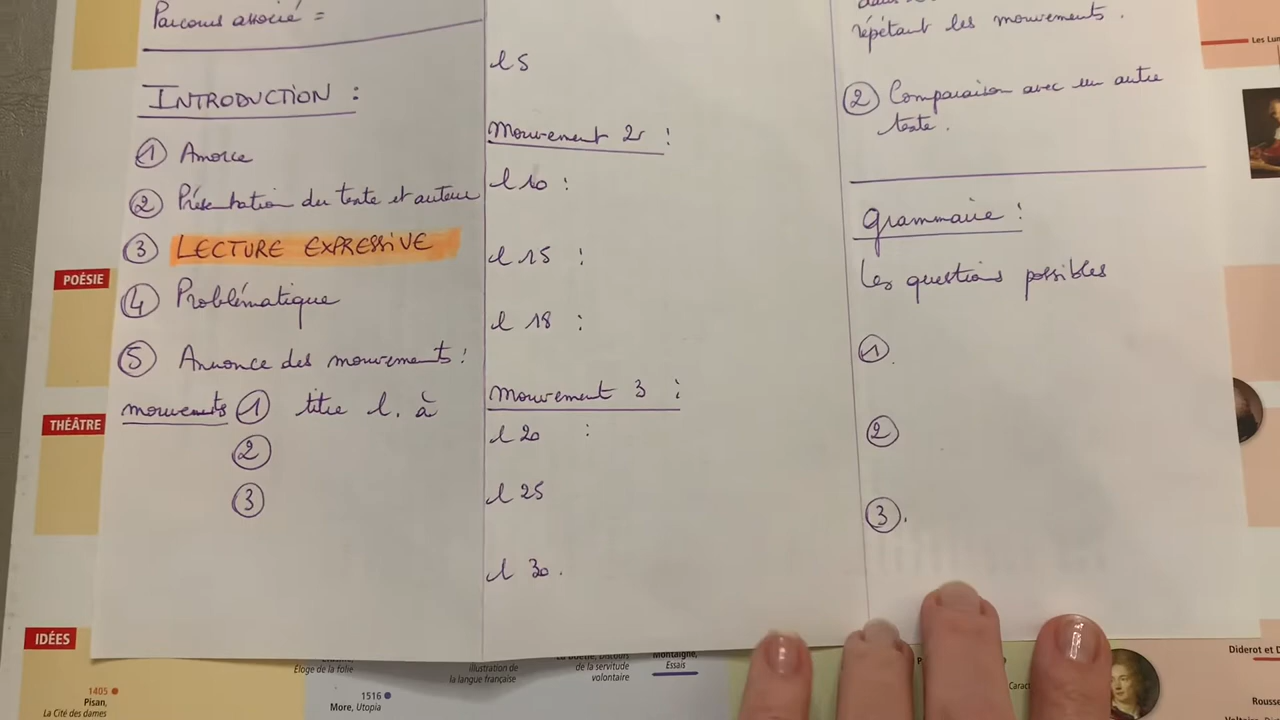 Parcours associé =
INTRODUCTION :
① Amorce
② Présentation du texte et auteur
③ LECTURE EXPRESSIVE
④ Problématique
⑤ Annonce des mouvements :
mouvements ① titre l. à
②
③
l 5
Mouvement 2 :
l 10 :
l 15 :
l 18 :
Mouvement 3 :
l 20 :
l 25
l 30.
répétant les mouvements.
② Comparaison avec un autre
texte.
Grammaire :
Les questions possibles
①.
②
③.
POÉSIE
THÉÂTRE
IDÉES
1405
Pisan,
La Cité des dames
Éloge de la folie
1516
More, Utopia
illustration de
la langue française
de la servitude
volontaire
Montaigne,
Essais
Les
Diderot et